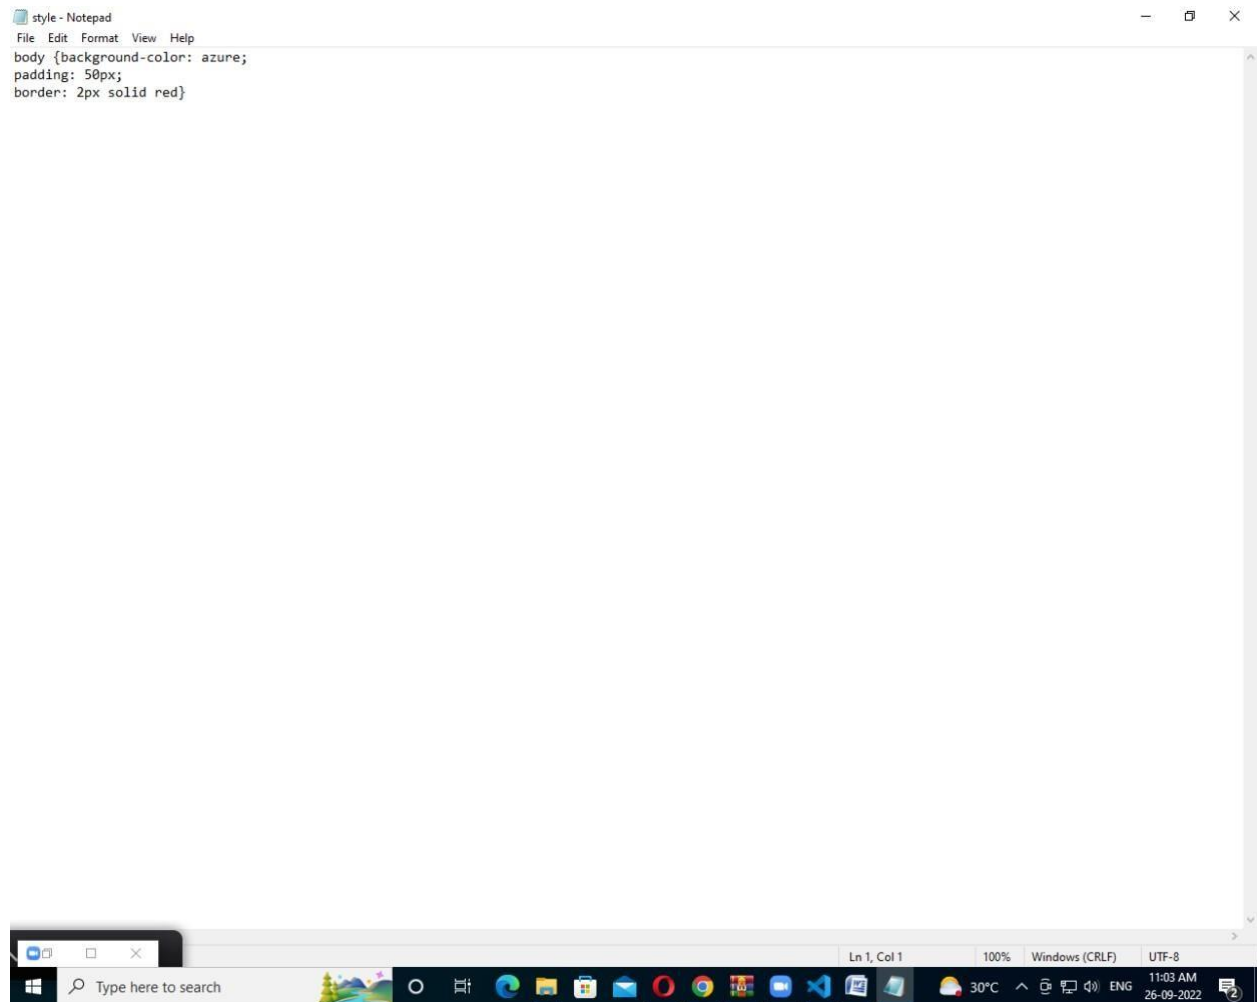 style - Notepad
File Edit Format View Help
body {background-color: azure;
padding: 50px;
border: 2px solid red}
Ln 1, Col 1 100% Windows (CRLF) UTF-8
Type here to search 30°C ENG 11:03 AM
26-09-2022 2